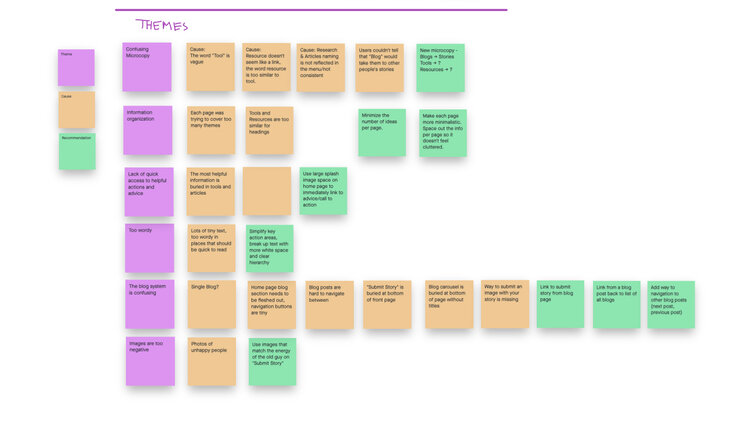 THEMES
Theme
Cause
Recommendation
Confusing
Microcopy
Cause:
The word "Tool" is
vague
Cause:
Resource doesn't
seem like a link,
the word resource
is too similar to
tool.
Cause: Research
& Articles naming
is not reflected in
the menu/not
consistent
Users couldn't tell
that "Blog" would
take them to other
people's stories
New microcopy -
Blogs → Stories
Tools → ?
Resources → ?
Information
organization
Each page was
trying to cover too
many themes
Tools and
Resources are too
similar for
headings
Minimize the
number of ideas
per page.
Make each page
more minimalistic.
Space out the info
per page so it
doesn't feel
cluttered.
Lack of quick
access to helpful
actions and
advice
The most helpful
information is
buried in tools and
articles
Use large splash
image space on
home page to
immediately link to
advice/call to
action
Too wordy
Lots of tiny text,
too wordy in
places that should
be quick to read
Simplify key
action areas,
break up text with
more white space
and clear
hierarchy
The blog system
is confusing
Single Blog?
Home page blog
section needs to
be fleshed out,
navigation buttons
are tiny
Blog posts are
hard to navigate
between
"Submit Story" is
buried at bottom
of front page
Blog carousel is
buried at bottom
of page without
titles
Way to submit an
image with your
story is missing
Link to submit
story from blog
page
Link from a blog
post back to list of
all blogs
Add way to
navigation to
other blog posts
(next post,
previous post)
Images are too
negative
Photos of
unhappy people
Use images that
match the energy
of the old guy on
"Submit Story"